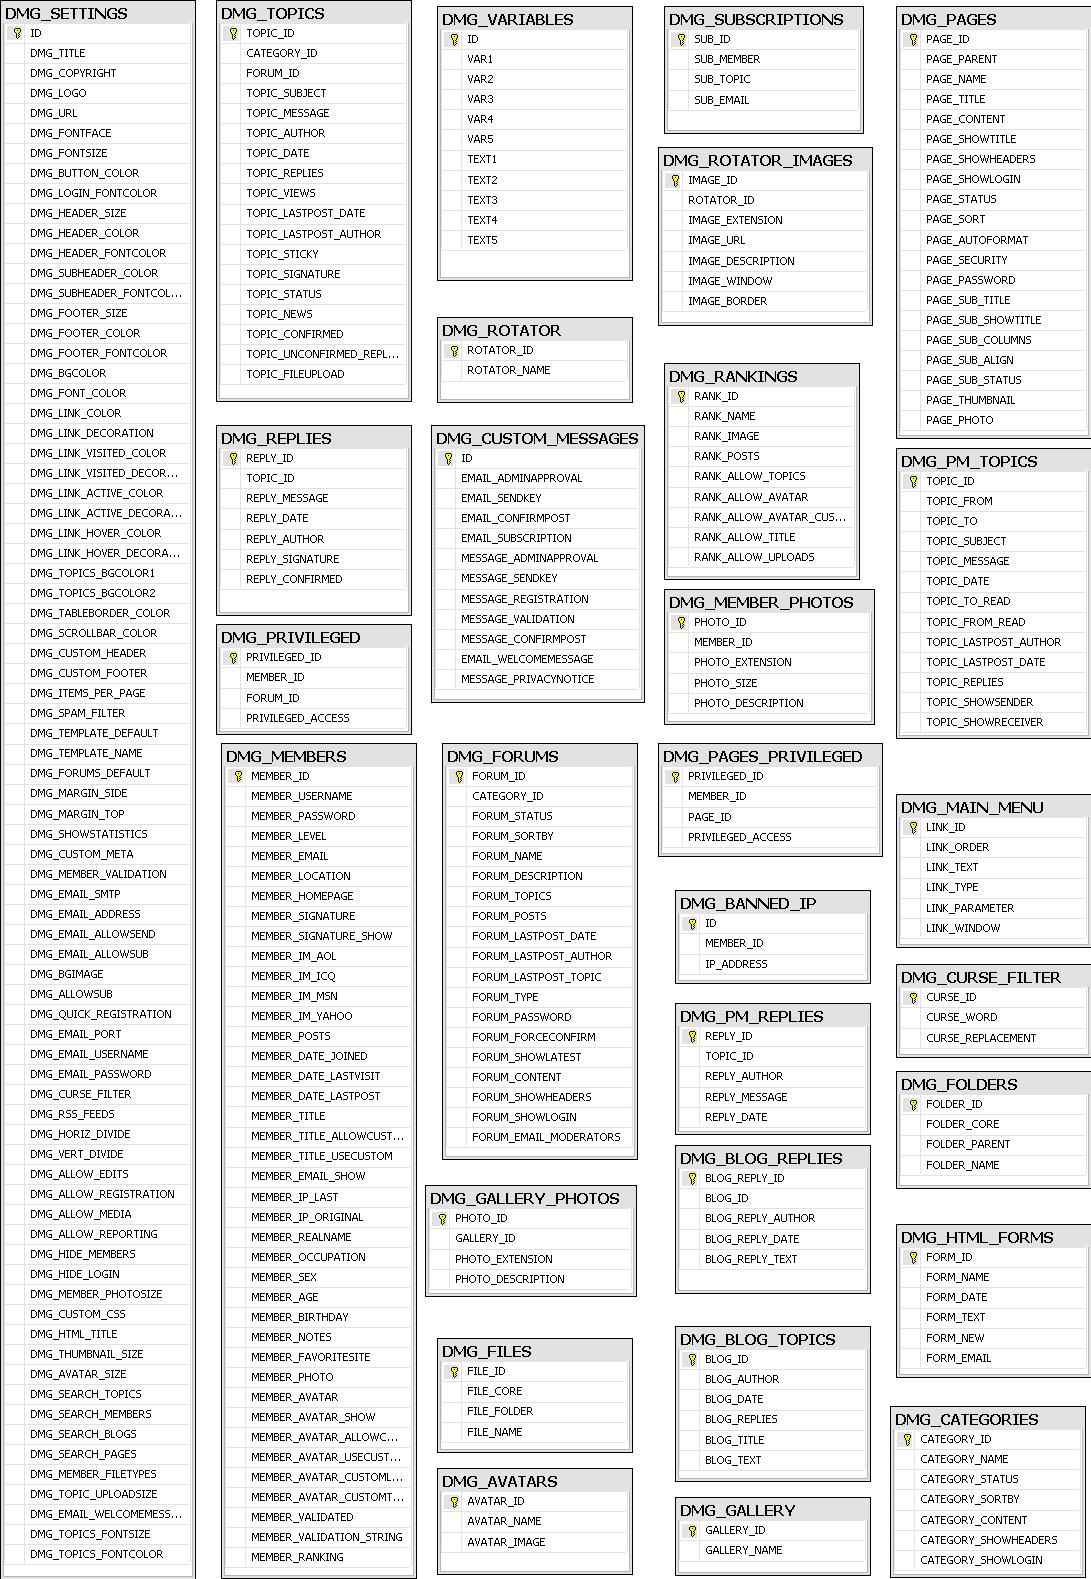 DMG_SETTINGS
ID
DMG_TITLE
DMG_COPYRIGHT
DMG_LOGO
DMG_URL
DMG_FONTFACE
DMG_FONTSIZE
DMG_BUTTON_COLOR
DMG_LOGIN_FONTCOLOR
DMG_HEADER_SIZE
DMG_HEADER_COLOR
DMG_HEADER_FONTCOLOR
DMG_SUBHEADER_COLOR
DMG_SUBHEADER_FONTCOL...
DMG_FOOTER_SIZE
DMG_FOOTER_COLOR
DMG_FOOTER_FONTCOLOR
DMG_BGCOLOR
DMG_FONT_COLOR
DMG_LINK_COLOR
DMG_LINK_DECORATION
DMG_LINK_VISITED_COLOR
DMG_LINK_VISITED_DECOR...
DMG_LINK_ACTIVE_COLOR
DMG_LINK_ACTIVE_DECORA...
DMG_LINK_HOVER_COLOR
DMG_LINK_HOVER_DECORA...
DMG_TOPICS_BGCOLOR1
DMG_TOPICS_BGCOLOR2
DMG_TABLEBORDER_COLOR
DMG_SCROLLBAR_COLOR
DMG_CUSTOM_HEADER
DMG_CUSTOM_FOOTER
DMG_ITEMS_PER_PAGE
DMG_SPAM_FILTER
DMG_TEMPLATE_DEFAULT
DMG_TEMPLATE_NAME
DMG_FORUMS_DEFAULT
DMG_MARGIN_SIDE
DMG_MARGIN_TOP
DMG_SHOWSTATISTICS
DMG_CUSTOM_META
DMG_MEMBER_VALIDATION
DMG_EMAIL_SMTP
DMG_EMAIL_ADDRESS
DMG_EMAIL_ALLOWSEND
DMG_EMAIL_ALLOWSUB
DMG_BGIMAGE
DMG_ALLOWSUB
DMG_QUICK_REGISTRATION
DMG_EMAIL_PORT
DMG_EMAIL_USERNAME
DMG_EMAIL_PASSWORD
DMG_CURSE_FILTER
DMG_RSS_FEEDS
DMG_HORIZ_DIVIDE
DMG_VERT_DIVIDE
DMG_ALLOW_EDITS
DMG_ALLOW_REGISTRATION
DMG_ALLOW_MEDIA
DMG_ALLOW_REPORTING
DMG_HIDE_MEMBERS
DMG_HIDE_LOGIN
DMG_MEMBER_PHOTOSIZE
DMG_CUSTOM_CSS
DMG_HTML_TITLE
DMG_THUMBNAIL_SIZE
DMG_AVATAR_SIZE
DMG_SEARCH_TOPICS
DMG_SEARCH_MEMBERS
DMG_SEARCH_BLOGS
DMG_SEARCH_PAGES
DMG_MEMBER_FILETYPES
DMG_TOPIC_UPLOADSIZE
DMG_EMAIL_WELCOMEMESS...
DMG_TOPICS_FONTSIZE
DMG_TOPICS_FONTCOLOR
DMG_TOPICS
TOPIC_ID
CATEGORY_ID
FORUM_ID
TOPIC_SUBJECT
TOPIC_MESSAGE
TOPIC_AUTHOR
TOPIC_DATE
TOPIC_REPLIES
TOPIC_VIEWS
TOPIC_LASTPOST_DATE
TOPIC_LASTPOST_AUTHOR
TOPIC_STICKY
TOPIC_SIGNATURE
TOPIC_STATUS
TOPIC_NEWS
TOPIC_CONFIRMED
TOPIC_UNCONFIRMED_REPL...
TOPIC_FILEUPLOAD
DMG_REPLIES
REPLY_ID
TOPIC_ID
REPLY_MESSAGE
REPLY_DATE
REPLY_AUTHOR
REPLY_SIGNATURE
REPLY_CONFIRMED
DMG_PRIVILEGED
PRIVILEGED_ID
MEMBER_ID
FORUM_ID
PRIVILEGED_ACCESS
DMG_MEMBERS
MEMBER_ID
MEMBER_USERNAME
MEMBER_PASSWORD
MEMBER_LEVEL
MEMBER_EMAIL
MEMBER_LOCATION
MEMBER_HOMEPAGE
MEMBER_SIGNATURE
MEMBER_SIGNATURE_SHOW
MEMBER_IM_AOL
MEMBER_IM_ICQ
MEMBER_IM_MSN
MEMBER_IM_YAHOO
MEMBER_POSTS
MEMBER_DATE_JOINED
MEMBER_DATE_LASTVISIT
MEMBER_DATE_LASTPOST
MEMBER_TITLE
MEMBER_TITLE_ALLOWCUST...
MEMBER_TITLE_USECUSTOM
MEMBER_EMAIL_SHOW
MEMBER_IP_LAST
MEMBER_IP_ORIGINAL
MEMBER_REALNAME
MEMBER_OCCUPATION
MEMBER_SEX
MEMBER_AGE
MEMBER_BIRTHDAY
MEMBER_NOTES
MEMBER_FAVORITESITE
MEMBER_PHOTO
MEMBER_AVATAR
MEMBER_AVATAR_SHOW
MEMBER_AVATAR_ALLOWC...
MEMBER_AVATAR_USECUST...
MEMBER_AVATAR_CUSTOML...
MEMBER_AVATAR_CUSTOMT...
MEMBER_VALIDATED
MEMBER_VALIDATION_STRING
MEMBER_RANKING
DMG_VARIABLES
ID
VAR1
VAR2
VAR3
VAR4
VAR5
TEXT1
TEXT2
TEXT3
TEXT4
TEXT5
DMG_ROTATOR
ROTATOR_ID
ROTATOR_NAME
DMG_CUSTOM_MESSAGES
ID
EMAIL_ADMINAPPROVAL
EMAIL_SENDKEY
EMAIL_CONFIRMPOST
EMAIL_SUBSCRIPTION
MESSAGE_ADMINAPPROVAL
MESSAGE_SENDKEY
MESSAGE_REGISTRATION
MESSAGE_VALIDATION
MESSAGE_CONFIRMPOST
EMAIL_WELCOMEMESSAGE
MESSAGE_PRIVACYNOTICE
DMG_FORUMS
FORUM_ID
CATEGORY_ID
FORUM_STATUS
FORUM_SORTBY
FORUM_NAME
FORUM_DESCRIPTION
FORUM_TOPICS
FORUM_POSTS
FORUM_LASTPOST_DATE
FORUM_LASTPOST_AUTHOR
FORUM_LASTPOST_TOPIC
FORUM_TYPE
FORUM_PASSWORD
FORUM_FORCECONFIRM
FORUM_SHOWLATEST
FORUM_CONTENT
FORUM_SHOWHEADERS
FORUM_SHOWLOGIN
FORUM_EMAIL_MODERATORS
DMG_GALLERY_PHOTOS
PHOTO_ID
GALLERY_ID
PHOTO_EXTENSION
PHOTO_DESCRIPTION
DMG_FILES
FILE_ID
FILE_CORE
FILE_FOLDER
FILE_NAME
DMG_AVATARS
AVATAR_ID
AVATAR_NAME
AVATAR_IMAGE
DMG_SUBSCRIPTIONS
SUB_ID
SUB_MEMBER
SUB_TOPIC
SUB_EMAIL
DMG_ROTATOR_IMAGES
IMAGE_ID
ROTATOR_ID
IMAGE_EXTENSION
IMAGE_URL
IMAGE_DESCRIPTION
IMAGE_WINDOW
IMAGE_BORDER
DMG_RANKINGS
RANK_ID
RANK_NAME
RANK_IMAGE
RANK_POSTS
RANK_ALLOW_TOPICS
RANK_ALLOW_AVATAR
RANK_ALLOW_AVATAR_CUS...
RANK_ALLOW_TITLE
RANK_ALLOW_UPLOADS
DMG_MEMBER_PHOTOS
PHOTO_ID
MEMBER_ID
PHOTO_EXTENSION
PHOTO_SIZE
PHOTO_DESCRIPTION
DMG_PAGES_PRIVILEGED
PRIVILEGED_ID
MEMBER_ID
PAGE_ID
PRIVILEGED_ACCESS
DMG_BANNED_IP
ID
MEMBER_ID
IP_ADDRESS
DMG_PM_REPLIES
REPLY_ID
TOPIC_ID
REPLY_AUTHOR
REPLY_MESSAGE
REPLY_DATE
DMG_BLOG_REPLIES
BLOG_REPLY_ID
BLOG_ID
BLOG_REPLY_AUTHOR
BLOG_REPLY_DATE
BLOG_REPLY_TEXT
DMG_BLOG_TOPICS
BLOG_ID
BLOG_AUTHOR
BLOG_DATE
BLOG_REPLIES
BLOG_TITLE
BLOG_TEXT
DMG_GALLERY
GALLERY_ID
GALLERY_NAME
DMG_PAGES
PAGE_ID
PAGE_PARENT
PAGE_NAME
PAGE_TITLE
PAGE_CONTENT
PAGE_SHOWTITLE
PAGE_SHOWHEADERS
PAGE_SHOWLOGIN
PAGE_STATUS
PAGE_SORT
PAGE_AUTOFORMAT
PAGE_SECURITY
PAGE_PASSWORD
PAGE_SUB_TITLE
PAGE_SUB_SHOWTITLE
PAGE_SUB_COLUMNS
PAGE_SUB_ALIGN
PAGE_SUB_STATUS
PAGE_THUMBNAIL
PAGE_PHOTO
DMG_PM_TOPICS
TOPIC_ID
TOPIC_FROM
TOPIC_TO
TOPIC_SUBJECT
TOPIC_MESSAGE
TOPIC_DATE
TOPIC_TO_READ
TOPIC_FROM_READ
TOPIC_LASTPOST_AUTHOR
TOPIC_LASTPOST_DATE
TOPIC_REPLIES
TOPIC_SHOWSENDER
TOPIC_SHOWRECEIVER
DMG_MAIN_MENU
LINK_ID
LINK_ORDER
LINK_TEXT
LINK_TYPE
LINK_PARAMETER
LINK_WINDOW
DMG_CURSE_FILTER
CURSE_ID
CURSE_WORD
CURSE_REPLACEMENT
DMG_FOLDERS
FOLDER_ID
FOLDER_CORE
FOLDER_PARENT
FOLDER_NAME
DMG_HTML_FORMS
FORM_ID
FORM_NAME
FORM_DATE
FORM_TEXT
FORM_NEW
FORM_EMAIL
DMG_CATEGORIES
CATEGORY_ID
CATEGORY_NAME
CATEGORY_STATUS
CATEGORY_SORTBY
CATEGORY_CONTENT
CATEGORY_SHOWHEADERS
CATEGORY_SHOWLOGIN